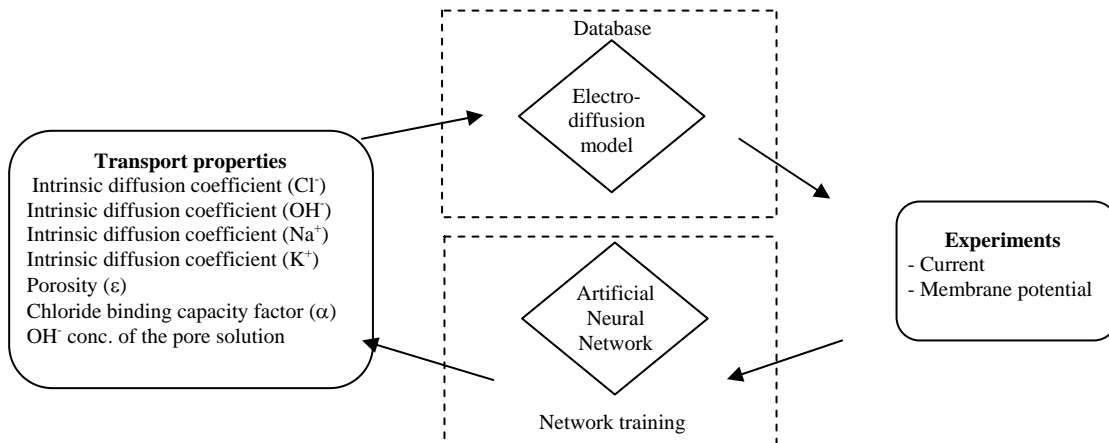 Database
Electro-
diffusion
model
Transport properties
Intrinsic diffusion coefficient (Cl⁻)
Intrinsic diffusion coefficient (OH⁻)
Intrinsic diffusion coefficient (Na⁺)
Intrinsic diffusion coefficient (K⁺)
Porosity (ε)
Chloride binding capacity factor (α)
OH⁻ conc. of the pore solution
Experiments
- Current
- Membrane potential
Artificial
Neural
Network
Network training